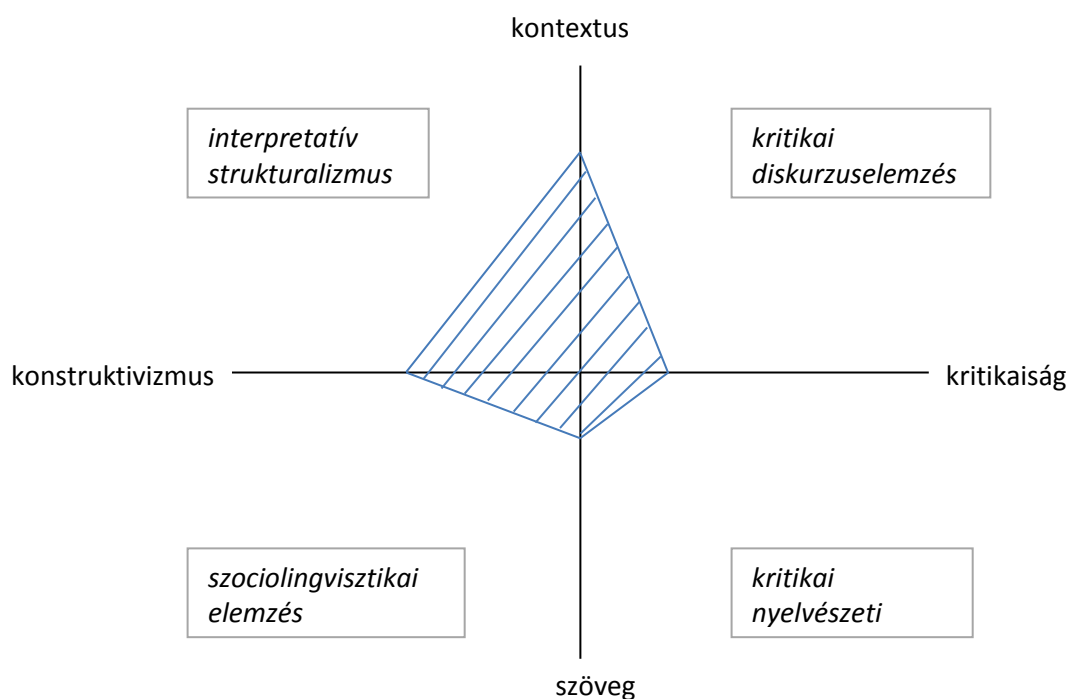 kontextus
interpretatív
strukturalizmus
kritikai
diskurzuselemzés
konstruktivizmus
kritikaiság
szociolingvisztikai
elemzés
kritikai
nyelvészeti
szöveg